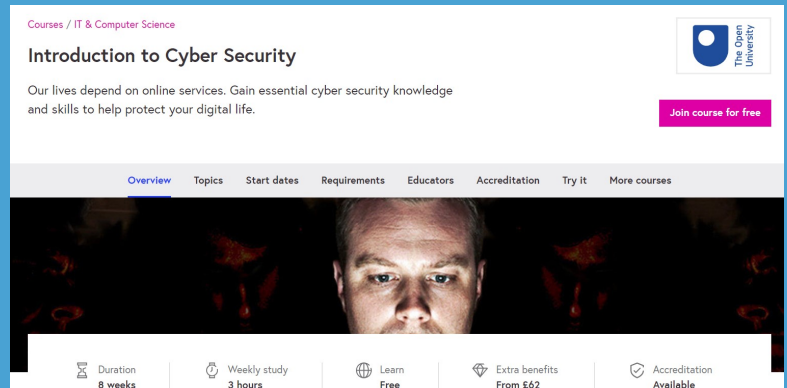 Courses / IT & Computer Science
Introduction to Cyber Security
Our lives depend on online services. Gain essential cyber security knowledge
and skills to help protect your digital life.
The Open
University
Join course for free
Overview Topics Start dates Requirements Educators Accreditation Try it More courses
Duration
8 weeks
Weekly study
3 hours
Learn
Free
Extra benefits
From £62
Accreditation
Available